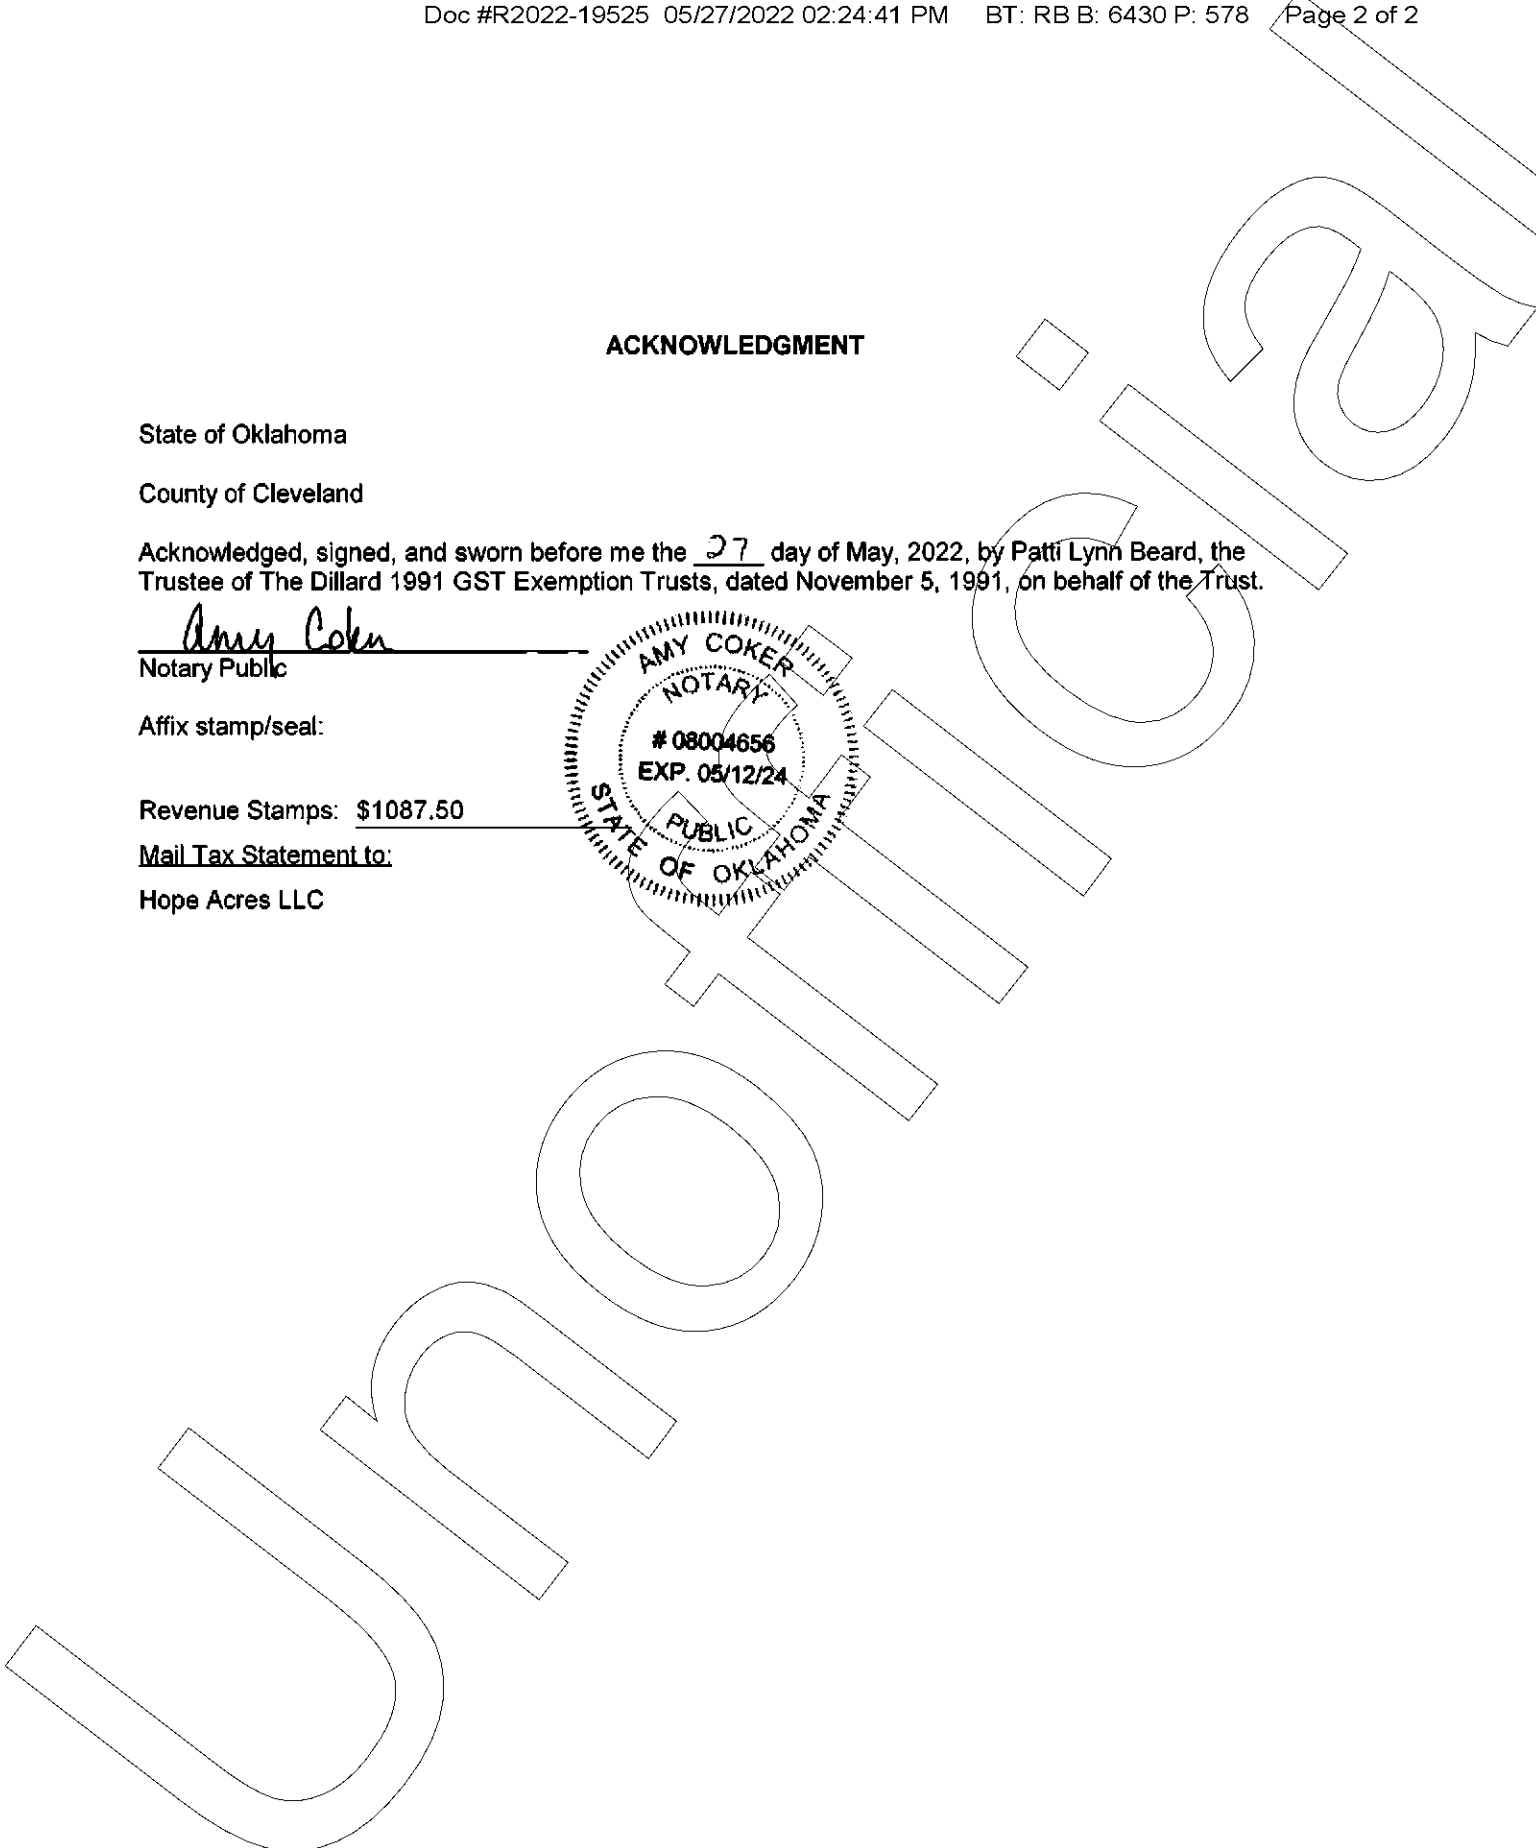 Doc #R2022-19525 05/27/2022 02:24:41 PM BT: RB B: 6430 P: 578 Page 2 of 2
ACKNOWLEDGMENT
State of Oklahoma
County of Cleveland
Acknowledged, signed, and sworn before me the 27 day of May, 2022, by Patti Lynn Beard, the
Trustee of The Dillard 1991 GST Exemption Trusts, dated November 5, 1991, on behalf of the Trust.
Amy Coker
Notary Public
Affix stamp/seal:
AMY COKER
NOTARY
# 08004656
EXP. 05/12/24
PUBLIC
STATE OF OKLAHOMA
Revenue Stamps: $1087.50
Mail Tax Statement to:
Hope Acres LLC
Unofficial